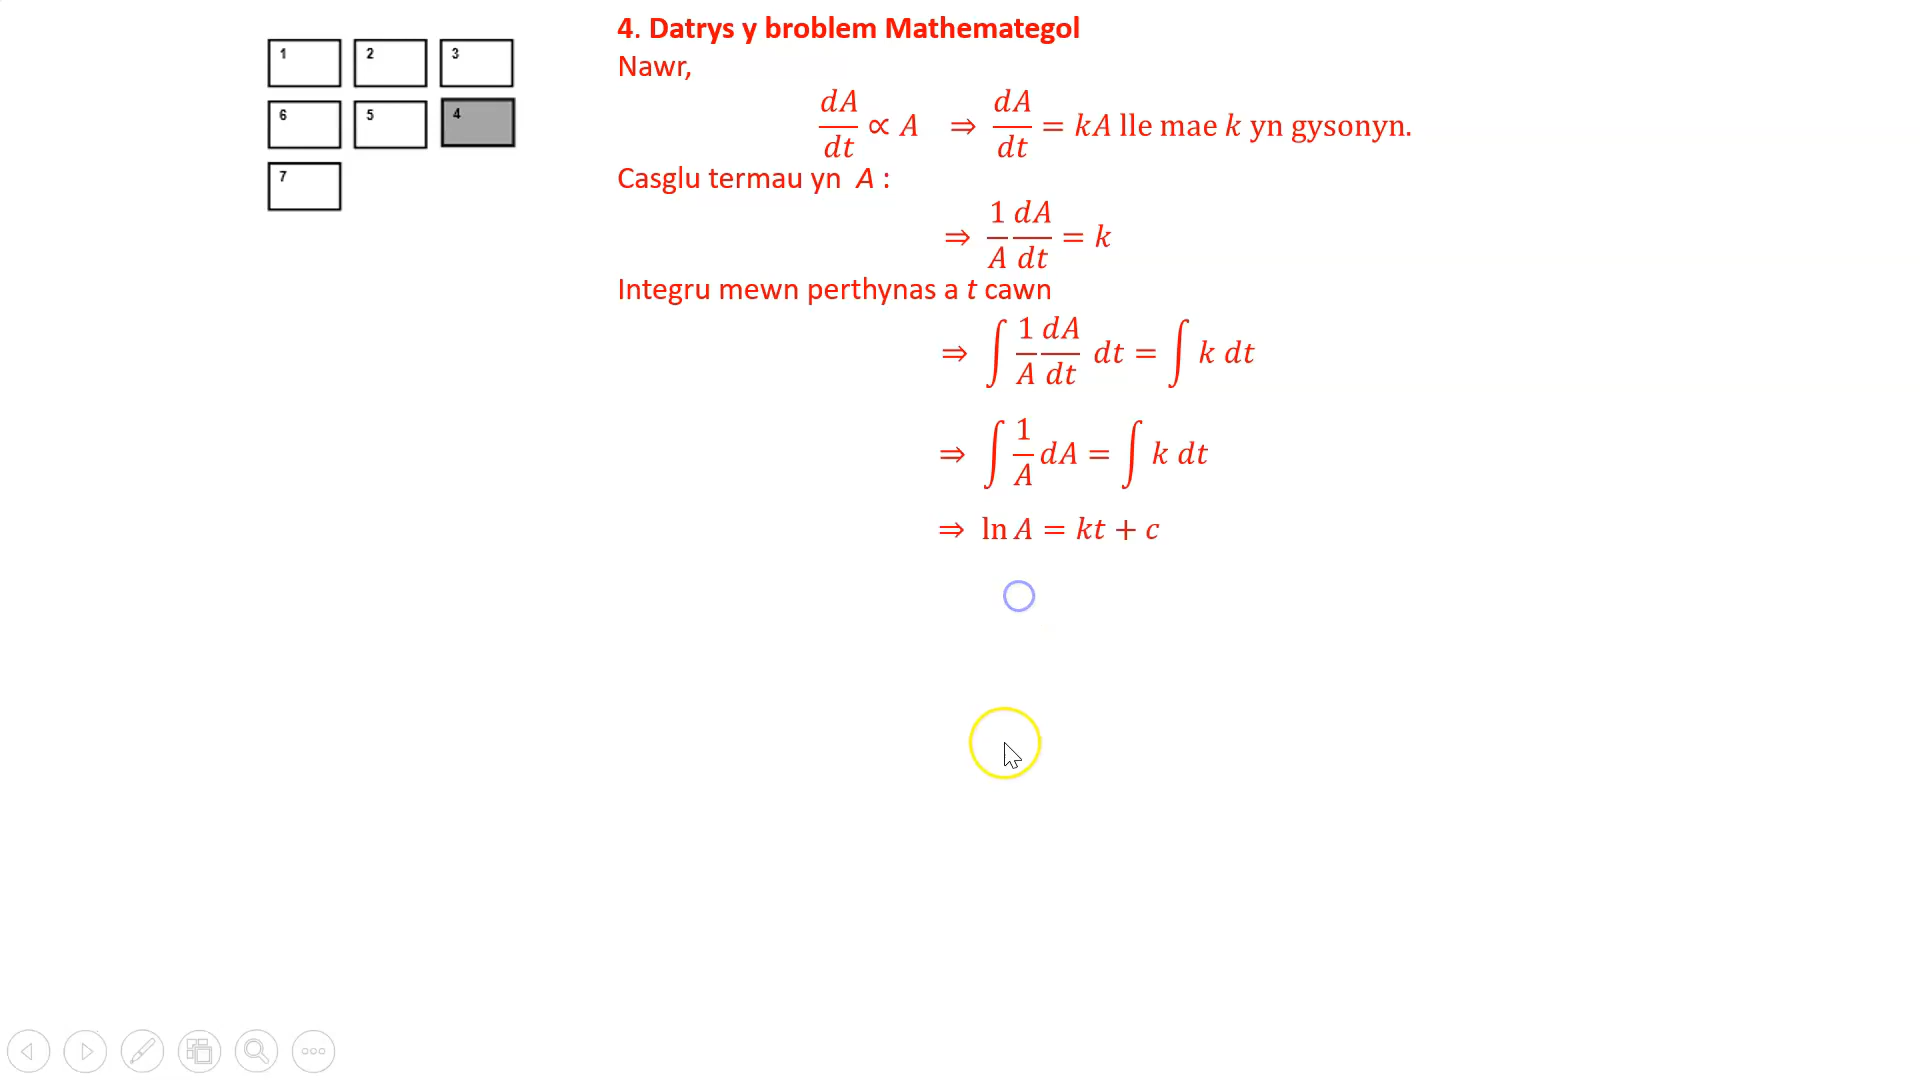 1 2 3
6 5 4
7
4. Datrys y broblem Mathemategol
Nawr,
dA/dt ∝ A ⇒ dA/dt = kA lle mae k yn gysonyn.
Casglu termau yn A :
⇒ 1/A dA/dt = k
Integru mewn perthynas a t cawn
⇒ ∫ 1/A dA/dt dt = ∫ k dt
⇒ ∫ 1/A dA = ∫ k dt
⇒ ln A = kt + c